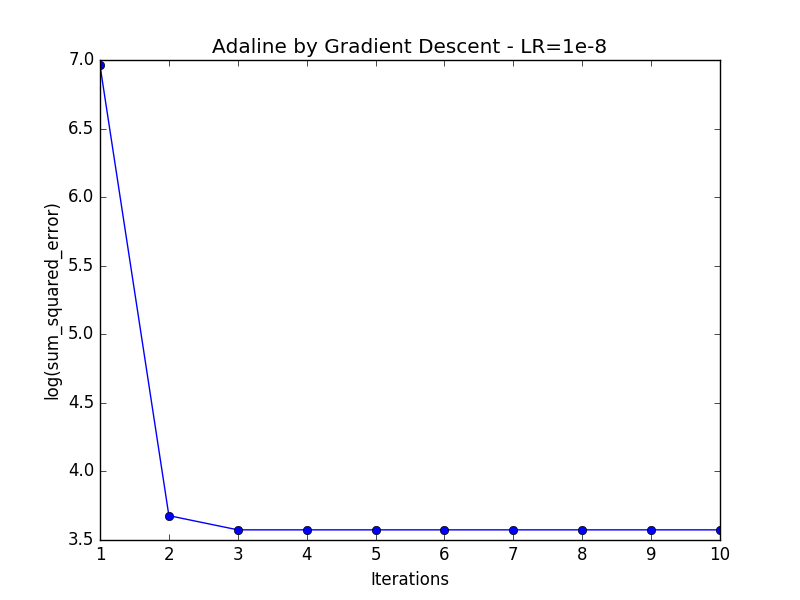 Adaline by Gradient Descent - LR=1e-8
7.0
6.5
6.0
5.5
5.0
4.5
4.0
3.5
log(sum_squared_error)
1 2 3 4 5 6 7 8 9 10
Iterations